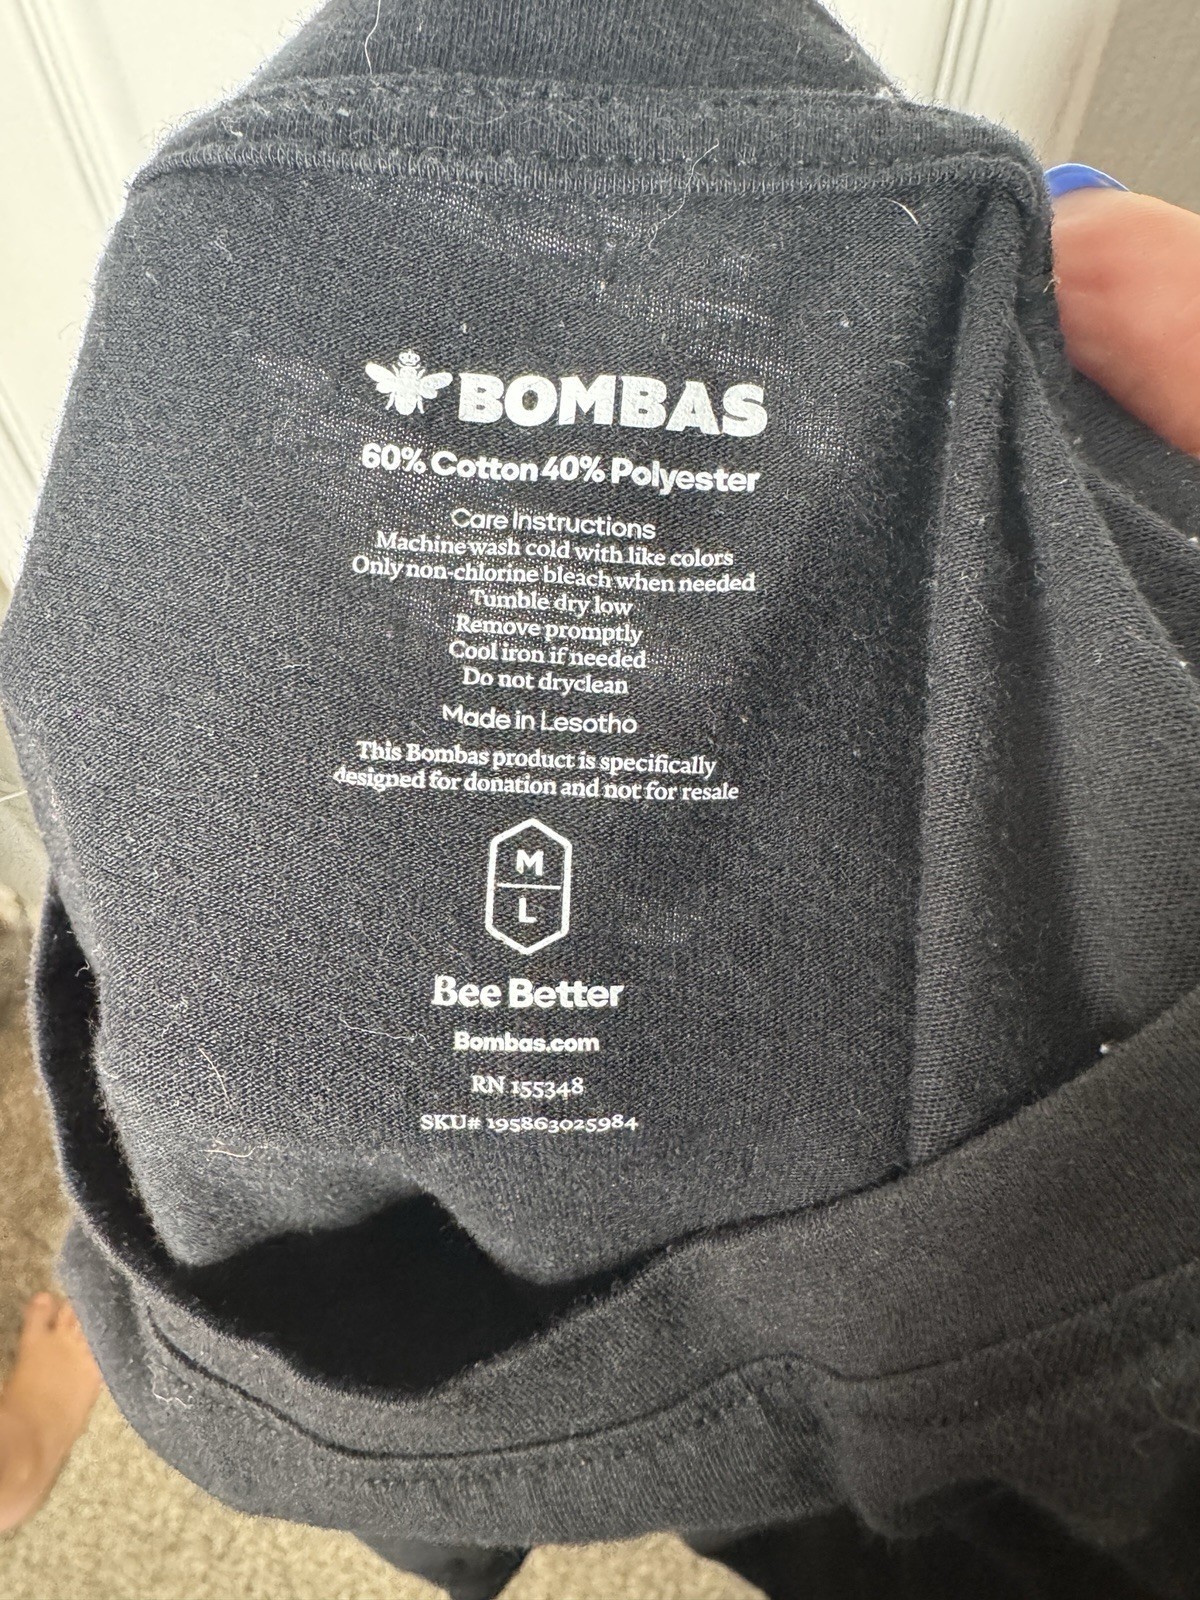 BOMBAS
60% Cotton 40% Polyester
Care Instructions
Machine wash cold with like colors
Only non-chlorine bleach when needed
Tumble dry low
Remove promptly
Cool iron if needed
Do not dryclean
Made in Lesotho
This Bombas product is specifically
designed for donation and not for resale
M
L
Bee Better
Bombas.com
RN 155348
SKU# 195863025984